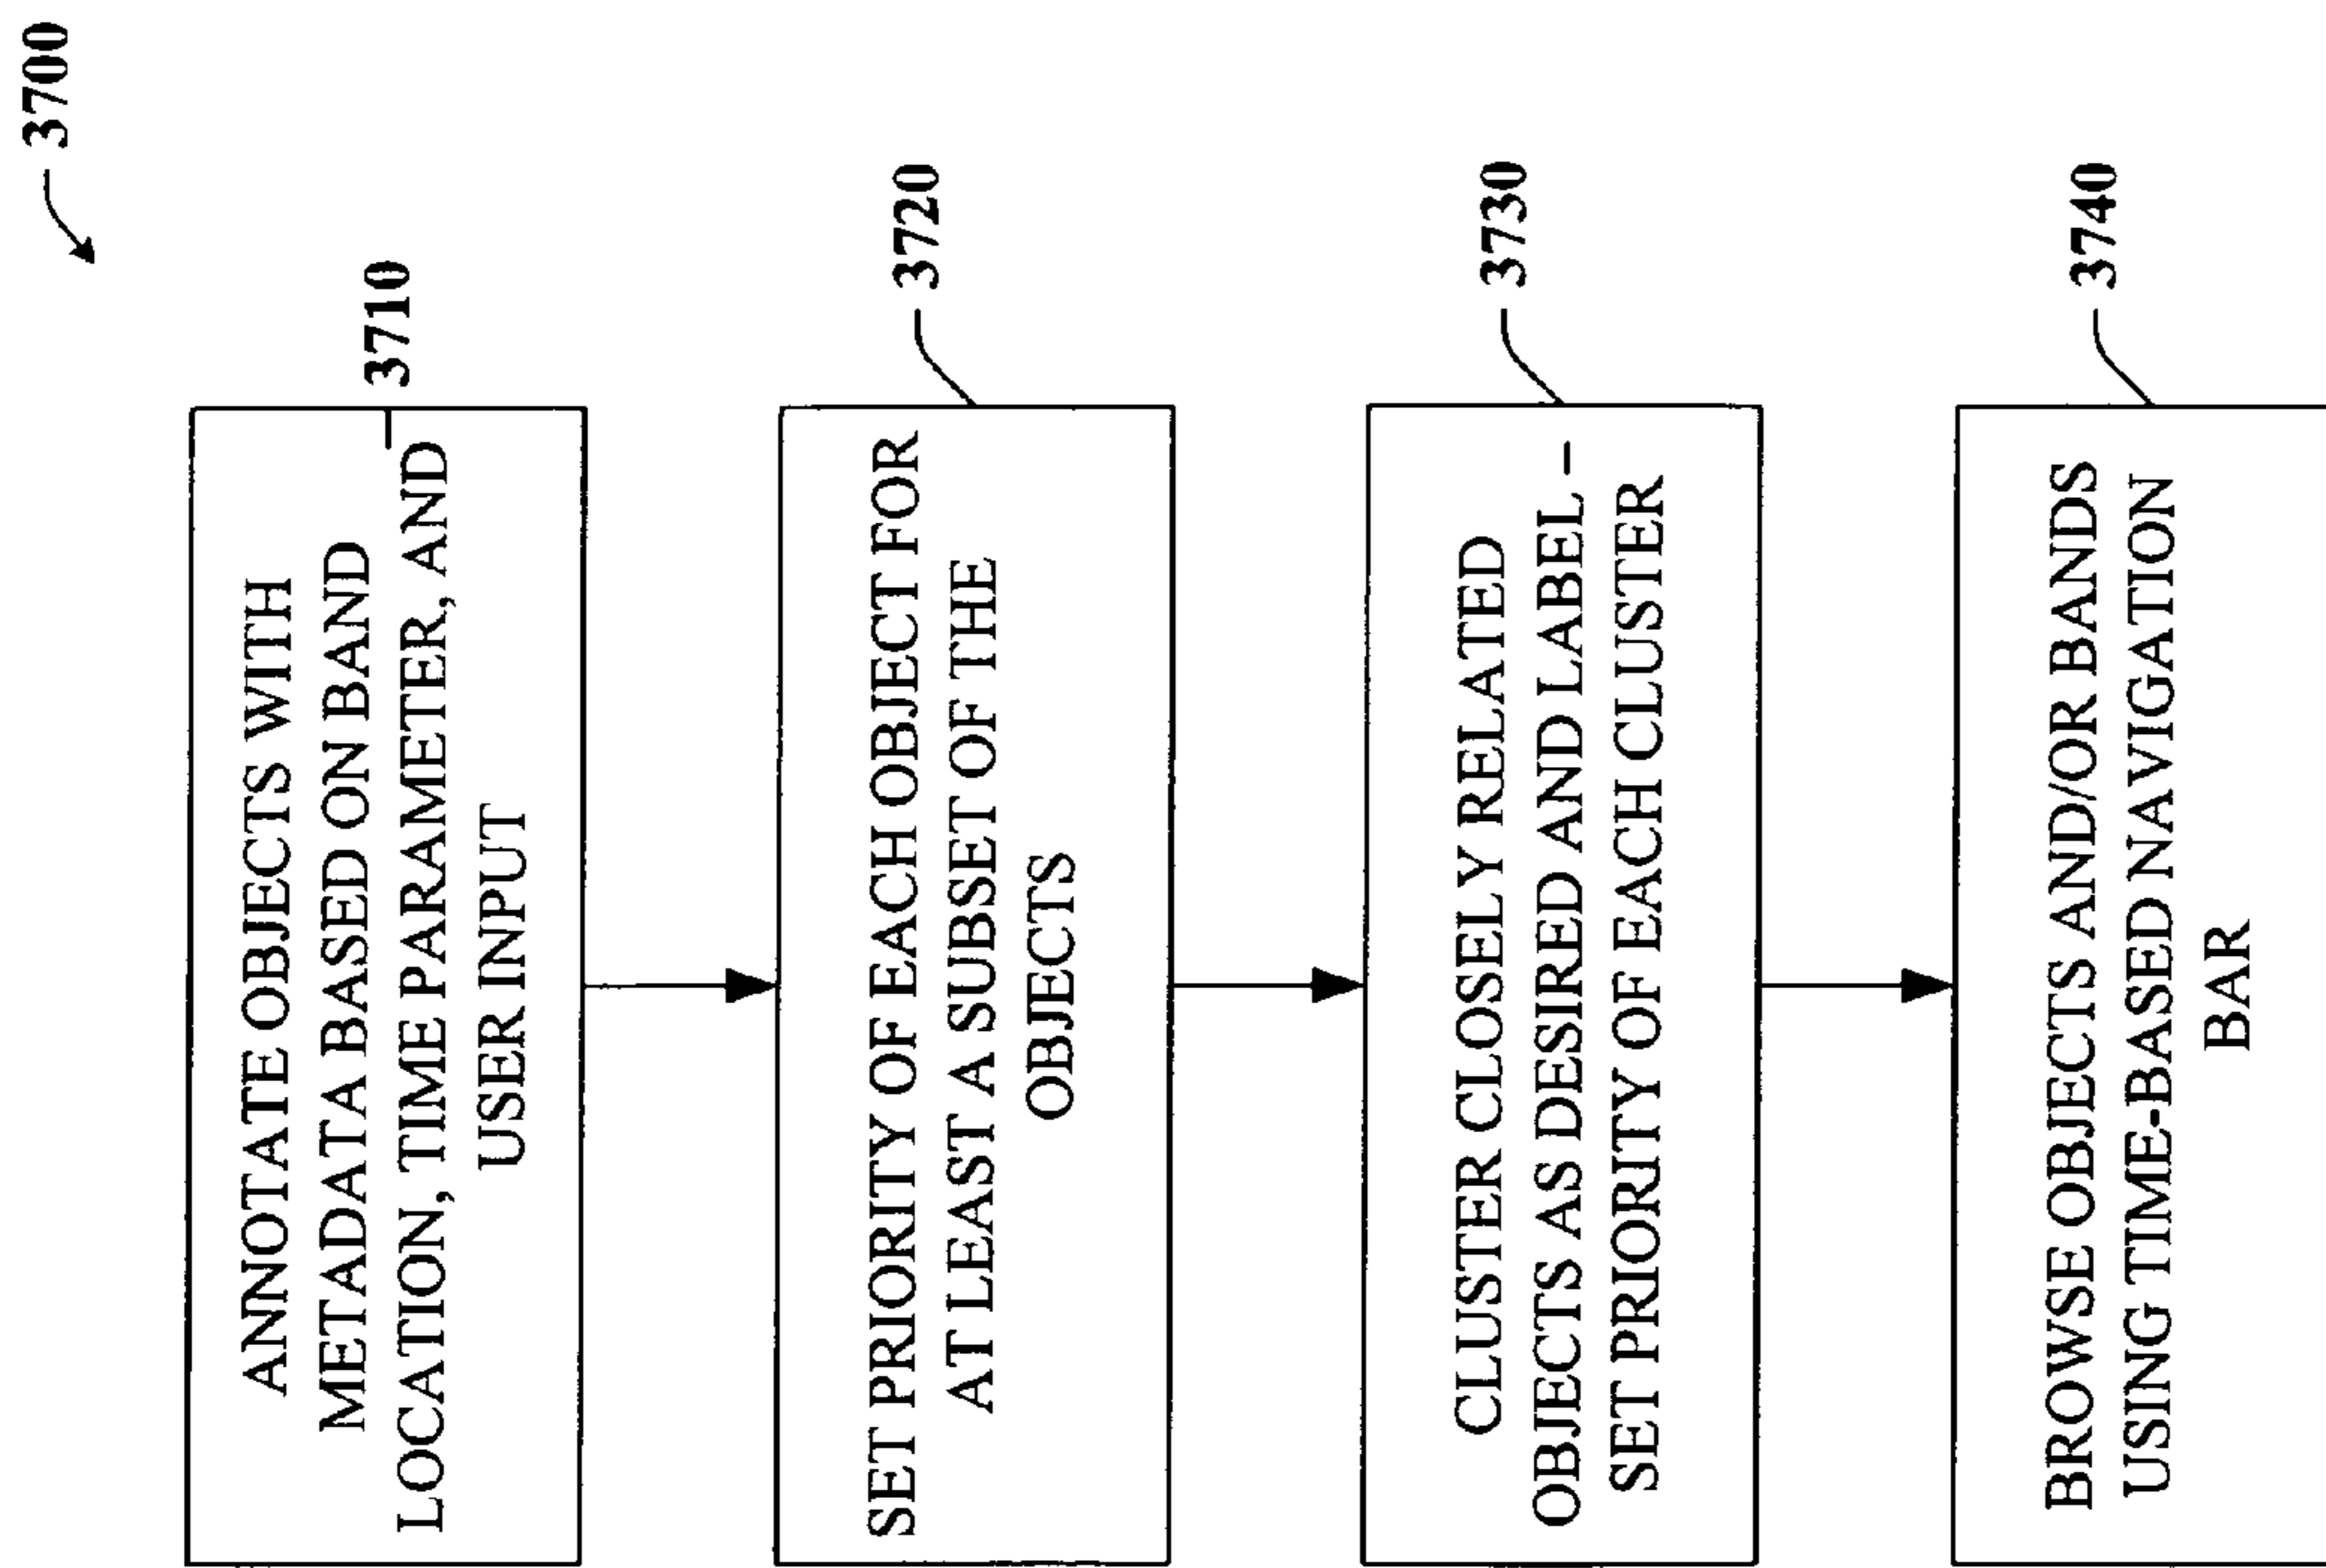 3700
ANNOTATE OBJECTS WITH
METADATA BASED ON BAND
LOCATION, TIME PARAMETER, AND
USER INPUT
3710
SET PRIORITY OF EACH OBJECT FOR
AT LEAST A SUBSET OF THE
OBJECTS
3720
CLUSTER CLOSELY RELATED
OBJECTS AS DESIRED AND LABEL –
SET PRIORITY OF EACH CLUSTER
3730
BROWSE OBJECTS AND/OR BANDS
USING TIME-BASED NAVIGATION
BAR
3740